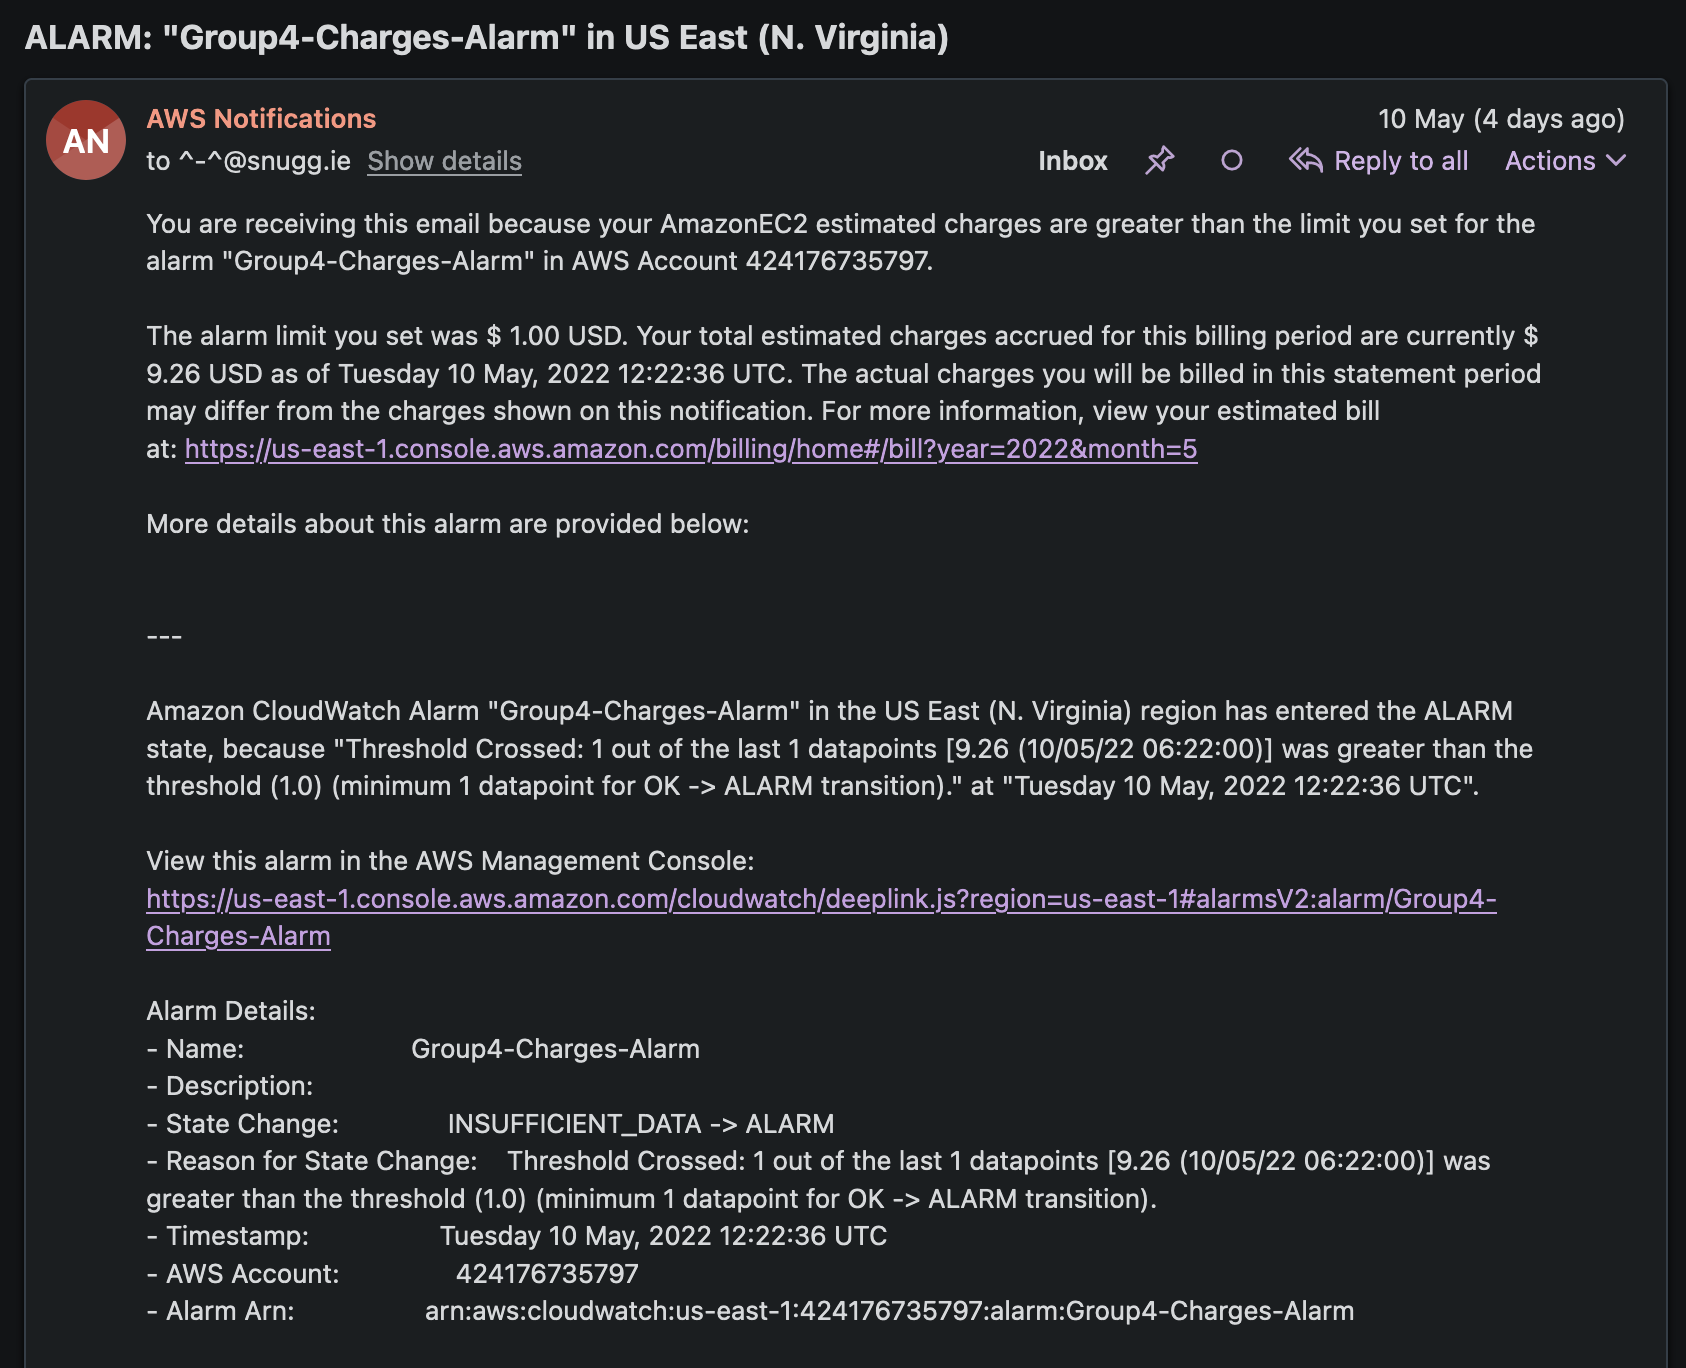 ALARM: "Group4-Charges-Alarm" in US East (N. Virginia)
AN
AWS Notifications
10 May (4 days ago)
to ^-^@snugg.ie Show details
Inbox
Reply to all
Actions
You are receiving this email because your AmazonEC2 estimated charges are greater than the limit you set for the
alarm "Group4-Charges-Alarm" in AWS Account 424176735797.
The alarm limit you set was $ 1.00 USD. Your total estimated charges accrued for this billing period are currently $
9.26 USD as of Tuesday 10 May, 2022 12:22:36 UTC. The actual charges you will be billed in this statement period
may differ from the charges shown on this notification. For more information, view your estimated bill
at: https://us-east-1.console.aws.amazon.com/billing/home#/bill?year=2022&month=5
More details about this alarm are provided below:
---
Amazon CloudWatch Alarm "Group4-Charges-Alarm" in the US East (N. Virginia) region has entered the ALARM
state, because "Threshold Crossed: 1 out of the last 1 datapoints [9.26 (10/05/22 06:22:00)] was greater than the
threshold (1.0) (minimum 1 datapoint for OK -> ALARM transition)." at "Tuesday 10 May, 2022 12:22:36 UTC".
View this alarm in the AWS Management Console:
https://us-east-1.console.aws.amazon.com/cloudwatch/deeplink.js?region=us-east-1#alarmsV2:alarm/Group4-
Charges-Alarm
Alarm Details:
- Name: Group4-Charges-Alarm
- Description:
- State Change: INSUFFICIENT_DATA -> ALARM
- Reason for State Change: Threshold Crossed: 1 out of the last 1 datapoints [9.26 (10/05/22 06:22:00)] was
greater than the threshold (1.0) (minimum 1 datapoint for OK -> ALARM transition).
- Timestamp: Tuesday 10 May, 2022 12:22:36 UTC
- AWS Account: 424176735797
- Alarm Arn: arn:aws:cloudwatch:us-east-1:424176735797:alarm:Group4-Charges-Alarm